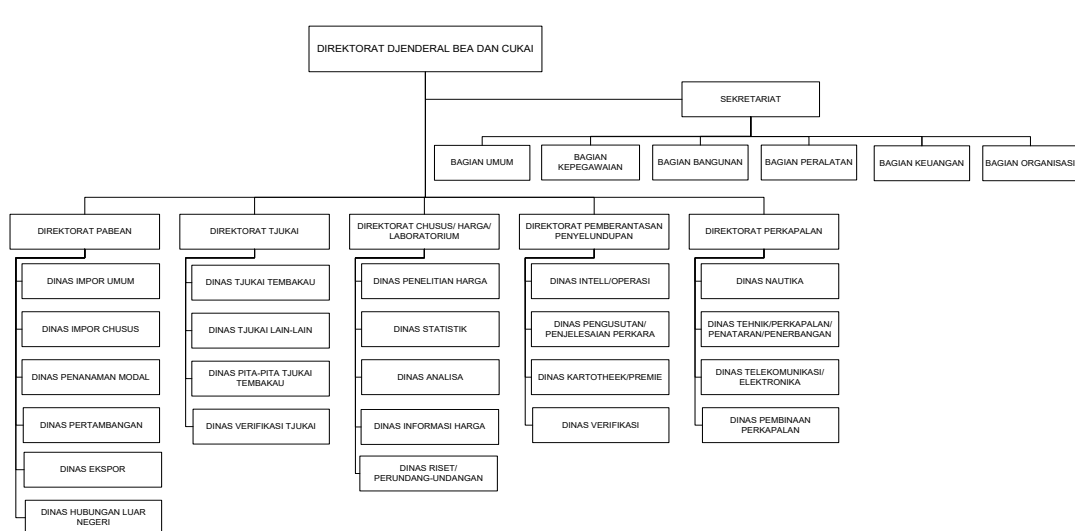 DIREKTORAT DJENDERAL BEA DAN CUKAI
SEKRETARIAT
BAGIAN UMUM
BAGIAN
KEPEGAWAIAN
BAGIAN BANGUNAN
BAGIAN PERALATAN
BAGIAN KEUANGAN
BAGIAN ORGANISASI
DIREKTORAT PABEAN
DINAS IMPOR UMUM
DINAS IMPOR CHUSUS
DINAS PENANAMAN MODAL
DINAS PERTAMBANGAN
DINAS EKSPOR
DINAS HUBUNGAN LUAR
NEGERI
DIREKTORAT TJUKAI
DINAS TJUKAI TEMBAKAU
DINAS TJUKAI LAIN-LAIN
DINAS PITA-PITA TJUKAI
TEMBAKAU
DINAS VERIFIKASI TJUKAI
DIREKTORAT CHUSUS/ HARGA/
LABORATORIUM
DINAS PENELITIAN HARGA
DINAS STATISTIK
DINAS ANALISA
DINAS INFORMASI HARGA
DINAS RISET/
PERUNDANG-UNDANGAN
DIREKTORAT PEMBERANTASAN
PENYELUNDUPAN
DINAS INTELL/OPERASI
DINAS PENGUSUTAN/
PENJELESAIAN PERKARA
DINAS KARTOTHEEK/PREMIE
DINAS VERIFIKASI
DIREKTORAT PERKAPALAN
DINAS NAUTIKA
DINAS TEHNIK/PERKAPALAN/
PENATARAN/PENERBANGAN
DINAS TELEKOMUNIKASI/
ELEKTRONIKA
DINAS PEMBINAAN
PERKAPALAN